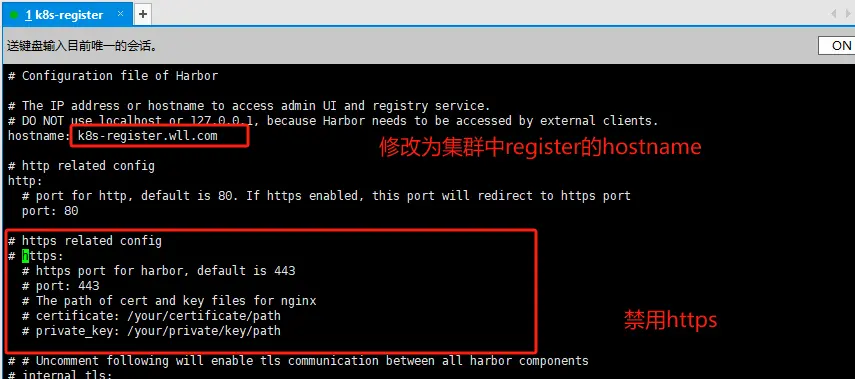 1 k8s-register
送键盘输入目前唯一的会话。
ON
# Configuration file of Harbor
# The IP address or hostname to access admin UI and registry service.
# DO NOT use localhost or 127.0.0.1, because Harbor needs to be accessed by external clients.
hostname: k8s-register.wll.com
修改为集群中register的hostname
# http related config
http:
# port for http, default is 80. If https enabled, this port will redirect to https port
port: 80
# https related config
# https:
# https port for harbor, default is 443
# port: 443
# The path of cert and key files for nginx
# certificate: /your/certificate/path
# private_key: /your/private/key/path
禁用https
# # Uncomment following will enable tls communication between all harbor components
# internal_tls: